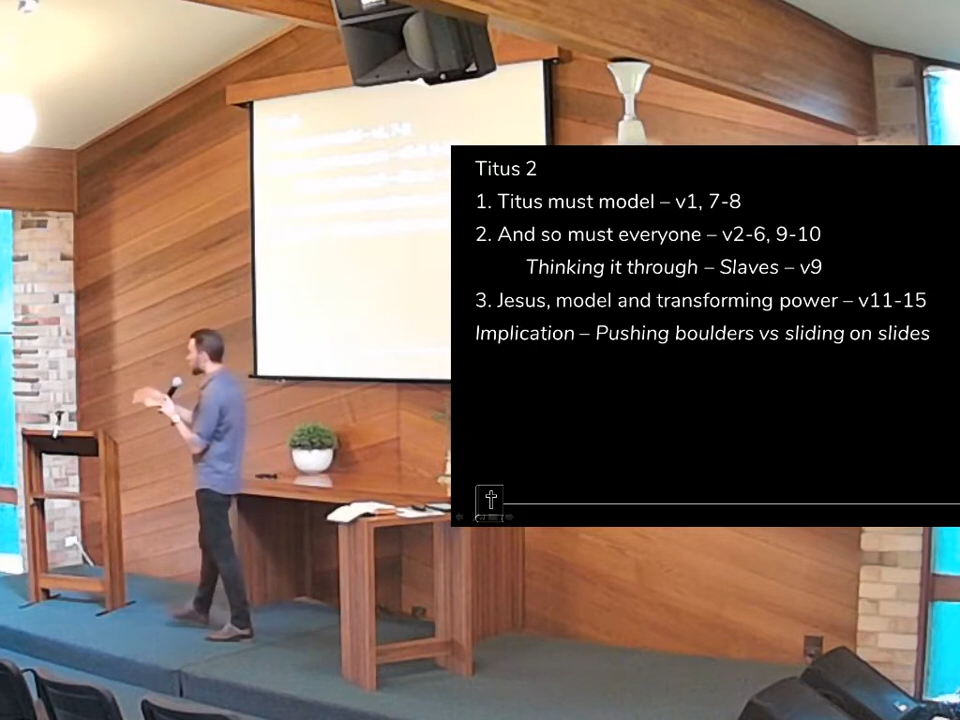 Titus 2
1. Titus must model – v1, 7-8
2. And so must everyone – v2-6, 9-10
Thinking it through – Slaves – v9
3. Jesus, model and transforming power – v11-15
Implication – Pushing boulders vs sliding on slides